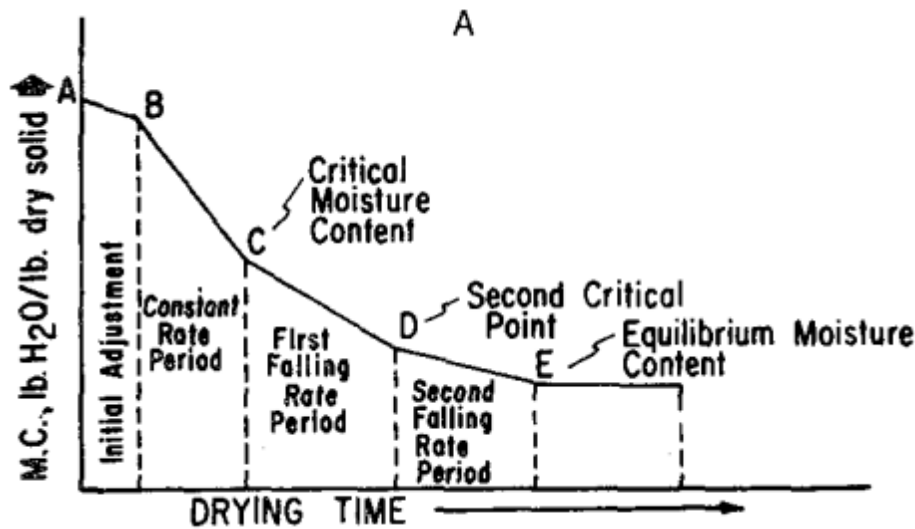 A
A
B
Critical
Moisture
Content
C
Second Critical
Point
D
Equilibrium Moisture
Content
E
M.C., lb. H2O/lb. dry solid
Initial Adjustment
Constant
Rate
Period
First
Falling
Rate
Period
Second
Falling
Rate
Period
DRYING TIME